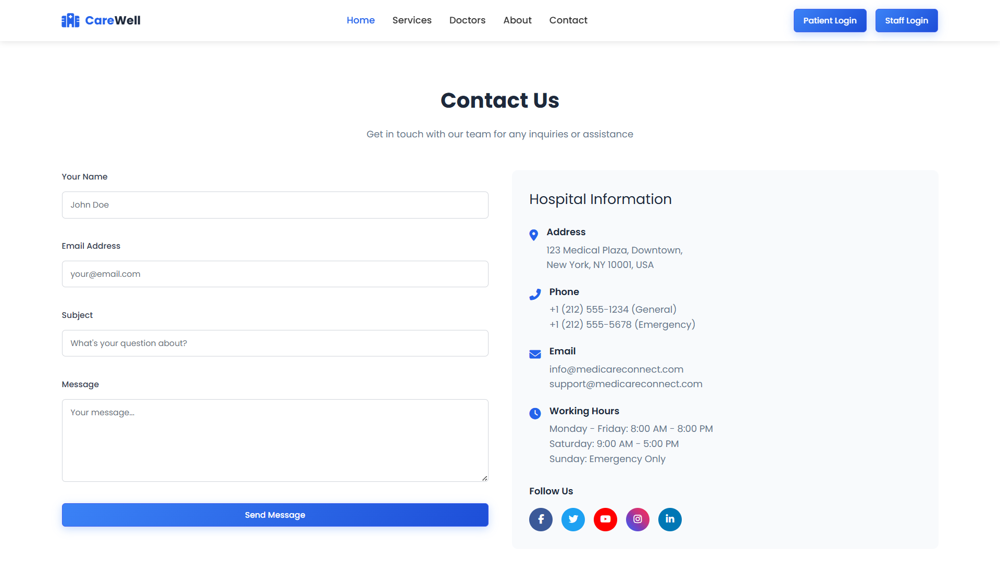 CareWell
Home
Services
Doctors
About
Contact
Patient Login
Staff Login
Contact Us
Get in touch with our team for any inquiries or assistance
Your Name
John Doe
Email Address
your@email.com
Subject
What's your question about?
Message
Your message...
Send Message
Hospital Information
Address
123 Medical Plaza, Downtown,
New York, NY 10001, USA
Phone
+1 (212) 555-1234 (General)
+1 (212) 555-5678 (Emergency)
Email
info@medicareconnect.com
support@medicareconnect.com
Working Hours
Monday - Friday: 8:00 AM - 8:00 PM
Saturday: 9:00 AM - 5:00 PM
Sunday: Emergency Only
Follow Us